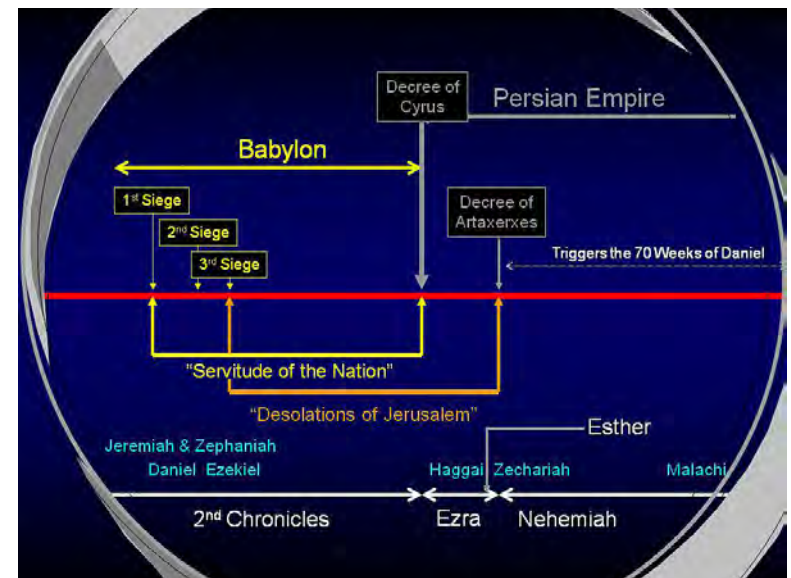 Decree of
Cyrus
Persian Empire
Babylon
1st Siege
2nd Siege
3rd Siege
Decree of
Artaxerxes
Triggers the 70 Weeks of Daniel
"Servitude of the Nation"
"Desolations of Jerusalem"
Esther
Jeremiah & Zephaniah
Daniel Ezekiel
Haggai Zechariah
Malachi
2nd Chronicles
Ezra
Nehemiah